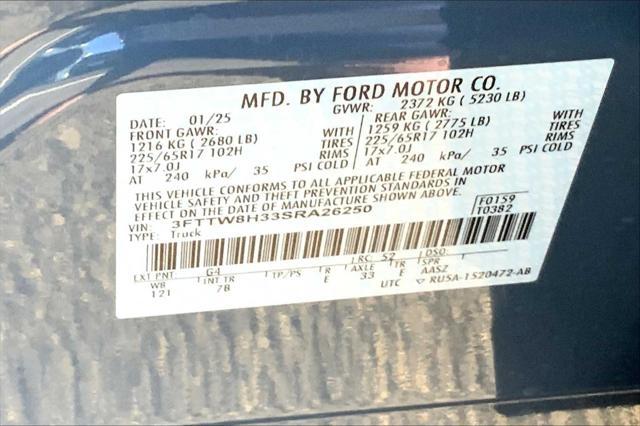 MFD. BY FORD MOTOR CO.
DATE: 01/25 GVWR: 2372 KG ( 5230 LB)
FRONT GAWR: REAR GAWR:
1216 KG ( 2680 LB) WITH 1259 KG ( 2775 LB) WITH
225/65R17 102H TIRES 225/65R17 102H TIRES
17x7.0J RIMS 17x7.0J RIMS
AT 240 kPa/ 35 PSI COLD AT 240 kPa/ 35 PSI COLD
THIS VEHICLE CONFORMS TO ALL APPLICABLE FEDERAL MOTOR
VEHICLE SAFETY AND THEFT PREVENTION STANDARDS IN
EFFECT ON THE DATE OF MANUFACTURE SHOWN ABOVE.
VIN: 3FTTW8H33SRA26250 F0159
TYPE: Truck T0382
EXT PNT: G4 RC: 52 DSO:
WB INT TR TP/PS R AXLE TR SPR
121 7B E 33 E AASZ
UTC ▽ RU5A-1520472-AB